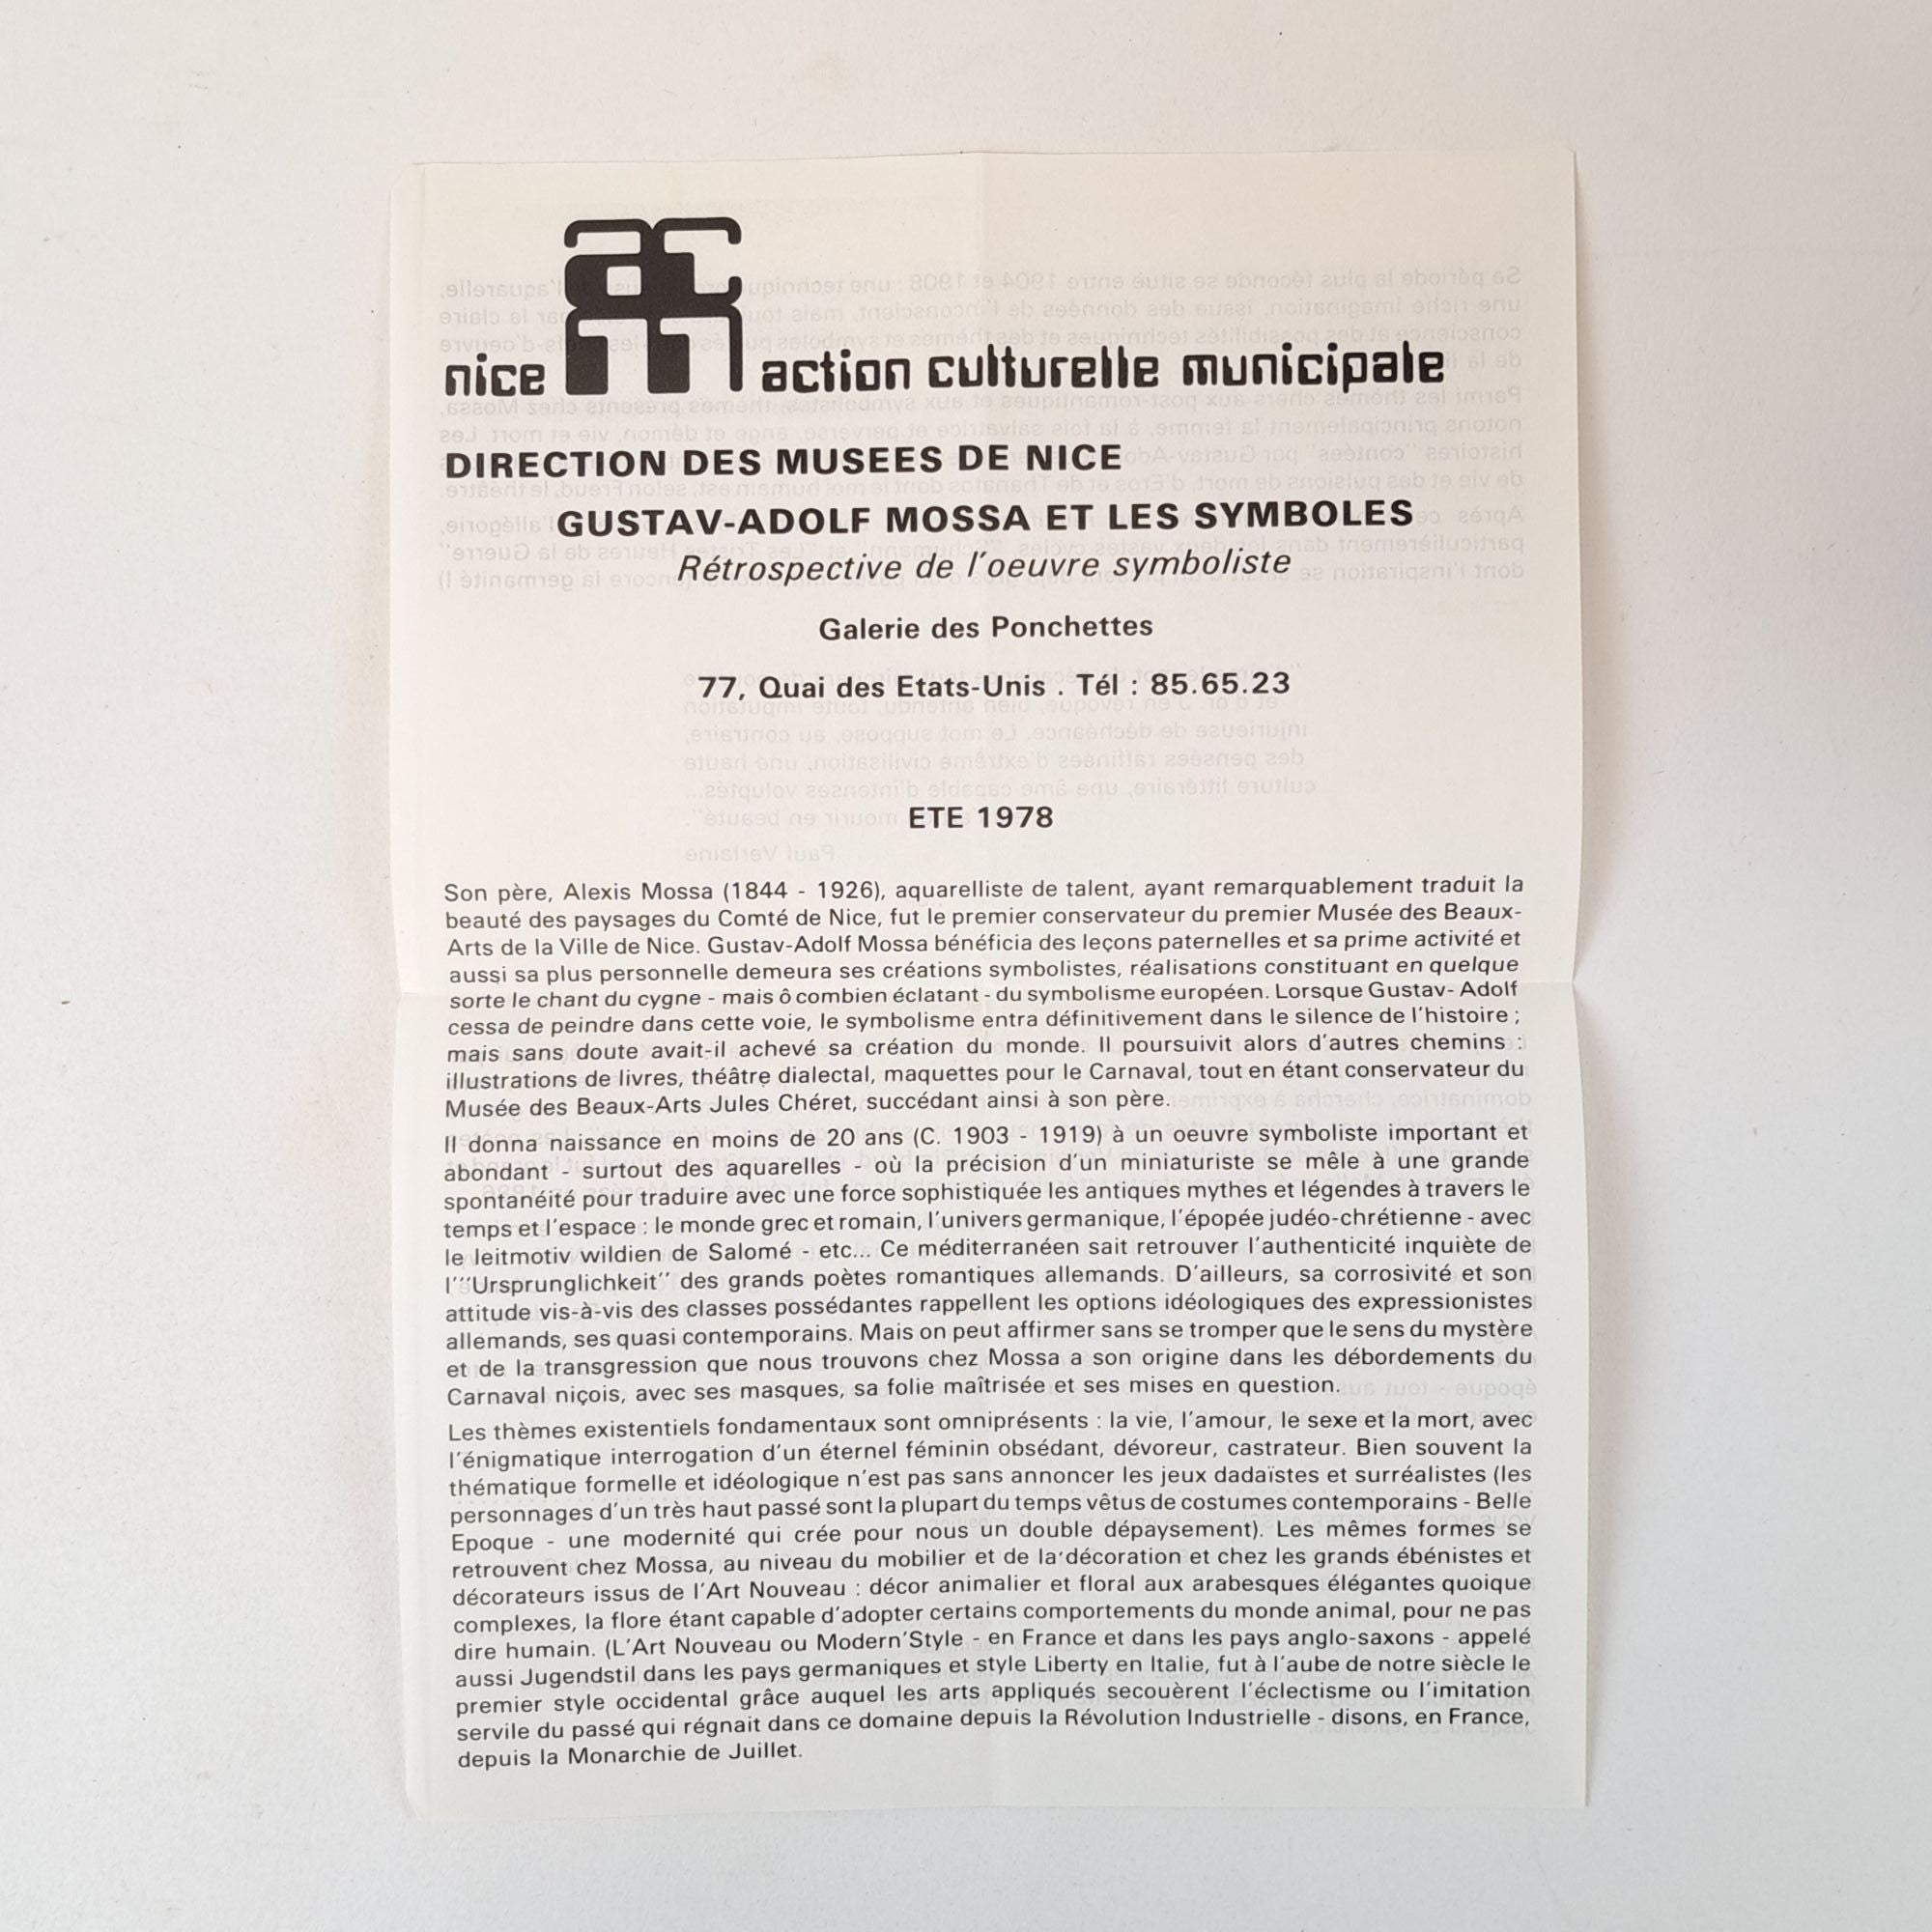 acm
nice action culturelle municipale
DIRECTION DES MUSEES DE NICE
GUSTAV-ADOLF MOSSA ET LES SYMBOLES
Rétrospective de l'oeuvre symboliste
Galerie des Ponchettes
77, Quai des Etats-Unis . Tél : 85.65.23
ETE 1978
Son père, Alexis Mossa (1844 - 1926), aquarelliste de talent, ayant remarquablement traduit la
beauté des paysages du Comté de Nice, fut le premier conservateur du premier Musée des Beaux-
Arts de la Ville de Nice. Gustav-Adolf Mossa bénéficia des leçons paternelles et sa prime activité et
aussi sa plus personnelle demeura ses créations symbolistes, réalisations constituant en quelque
sorte le chant du cygne - mais ô combien éclatant - du symbolisme européen. Lorsque Gustav- Adolf
cessa de peindre dans cette voie, le symbolisme entra définitivement dans le silence de l'histoire ;
mais sans doute avait-il achevé sa création du monde. Il poursuivit alors d'autres chemins :
illustrations de livres, théâtre dialectal, maquettes pour le Carnaval, tout en étant conservateur du
Musée des Beaux-Arts Jules Chéret, succédant ainsi à son père.
Il donna naissance en moins de 20 ans (C. 1903 - 1919) à un oeuvre symboliste important et
abondant - surtout des aquarelles - où la précision d'un miniaturiste se mêle à une grande
spontanéité pour traduire avec une force sophistiquée les antiques mythes et légendes à travers le
temps et l'espace : le monde grec et romain, l'univers germanique, l'épopée judéo-chrétienne - avec
le leitmotiv wildien de Salomé - etc... Ce méditerranéen sait retrouver l'authenticité inquiète de
l'"Ursprunglichkeit" des grands poètes romantiques allemands. D'ailleurs, sa corrosivité et son
attitude vis-à-vis des classes possédantes rappellent les options idéologiques des expressionistes
allemands, ses quasi contemporains. Mais on peut affirmer sans se tromper que le sens du mystère
et de la transgression que nous trouvons chez Mossa a son origine dans les débordements du
Carnaval niçois, avec ses masques, sa folie maîtrisée et ses mises en question.
Les thèmes existentiels fondamentaux sont omniprésents : la vie, l'amour, le sexe et la mort, avec
l'énigmatique interrogation d'un éternel féminin obsédant, dévoreur, castrateur. Bien souvent la
thématique formelle et idéologique n'est pas sans annoncer les jeux dadaïstes et surréalistes (les
personnages d'un très haut passé sont la plupart du temps vêtus de costumes contemporains - Belle
Epoque - une modernité qui crée pour nous un double dépaysement). Les mêmes formes se
retrouvent chez Mossa, au niveau du mobilier et de la décoration et chez les grands ébénistes et
décorateurs issus de l'Art Nouveau : décor animalier et floral aux arabesques élégantes quoique
complexes, la flore étant capable d'adopter certains comportements du monde animal, pour ne pas
dire humain. (L'Art Nouveau ou Modern'Style - en France et dans les pays anglo-saxons - appelé
aussi Jugendstil dans les pays germaniques et style Liberty en Italie, fut à l'aube de notre siècle le
premier style occidental grâce auquel les arts appliqués secouèrent l'éclectisme ou l'imitation
servile du passé qui régnait dans ce domaine depuis la Révolution Industrielle - disons, en France,
depuis la Monarchie de Juillet.